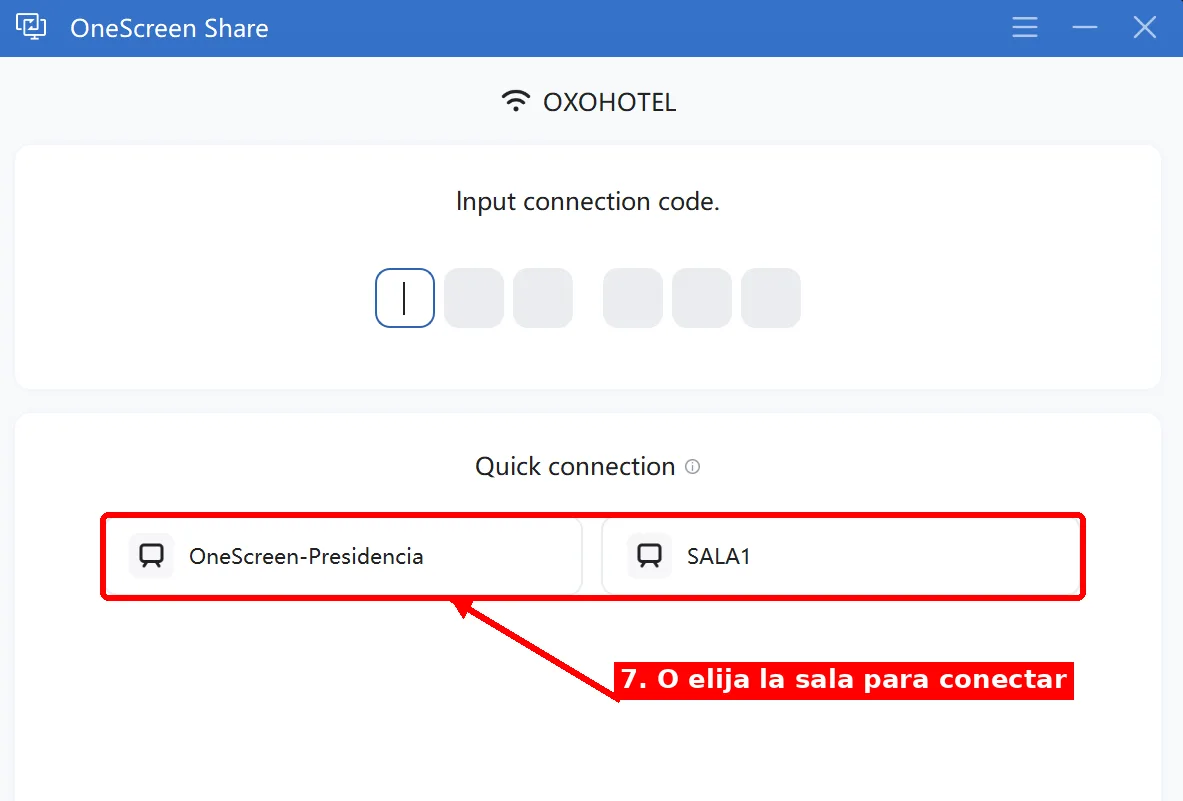 OneScreen Share
OXOHOTEL
Input connection code.
Quick connection
OneScreen-Presidencia
SALA1
7. O elija la sala para conectar